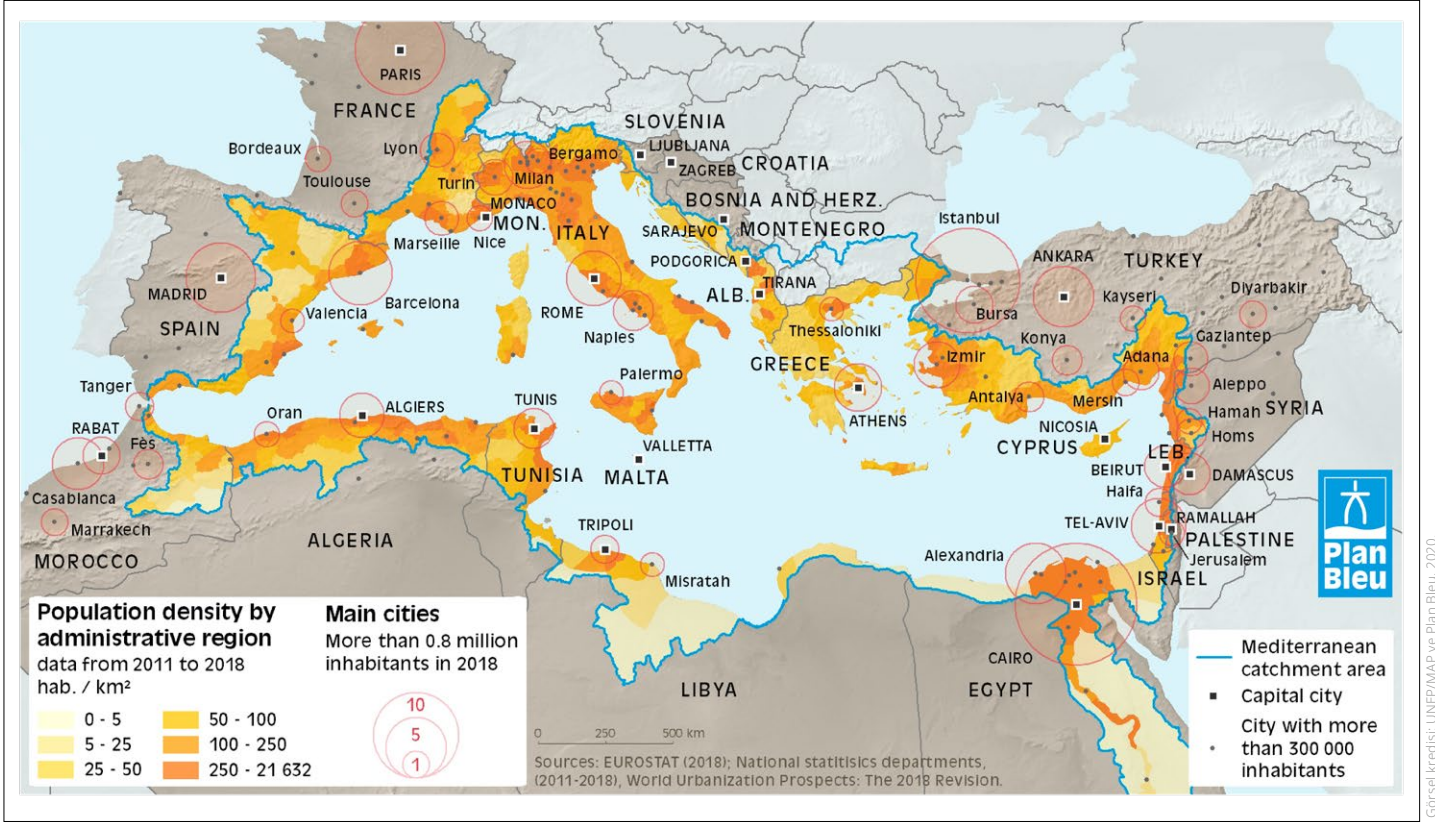 PARIS
FRANCE
SLOVENIA
LJUBLJANA
Bordeaux
Lyon
Bergamo
ZAGREB
CROATIA
Toulouse
Turin
Milan
MONACO
BOSNIA AND HERZ.
Marseille
Nice
MON.
ITALY
SARAJEVO
MONTENEGRO
Istanbul
PODGORICA
ANKARA
TURKEY
MADRID
Barcelona
TIRANA
ALB.
Kayseri
Diyarbakir
SPAIN
Valencia
ROME
Bursa
Naples
Thessaloniki
Konya
Gaziantep
GREECE
Izmir
Adana
Tanger
Palermo
Aleppo
Oran
ALGIERS
TUNIS
Antalya
Mersin
Hamah
SYRIA
RABAT
Fès
ATHENS
NICOSIA
Homs
VALLETTA
CYPRUS
LEB.
TUNISIA
MALTA
BEIRUT
DAMASCUS
Casablanca
Haifa
Marrakech
TRIPOLI
TEL-AVIV
RAMALLAH
ALGERIA
PALESTINE
MOROCCO
Alexandria
Jerusalem
Misratah
ISRAEL
CAIRO
LIBYA
EGYPT
Plan
Bleu
Population density by
administrative region
data from 2011 to 2018
hab. / km²
0 - 5
5 - 25
25 - 50
50 - 100
100 - 250
250 - 21 632
Main cities
More than 0.8 million
inhabitants in 2018
10
5
1
0 250 500 km
Sources: EUROSTAT (2018); National statitisics departments,
(2011-2018), World Urbanization Prospects: The 2018 Revision.
Mediterranean
catchment area
Capital city
City with more
than 300 000
inhabitants
Görsel kredisi: UNEP/MAP ve Plan Bleu, 2020